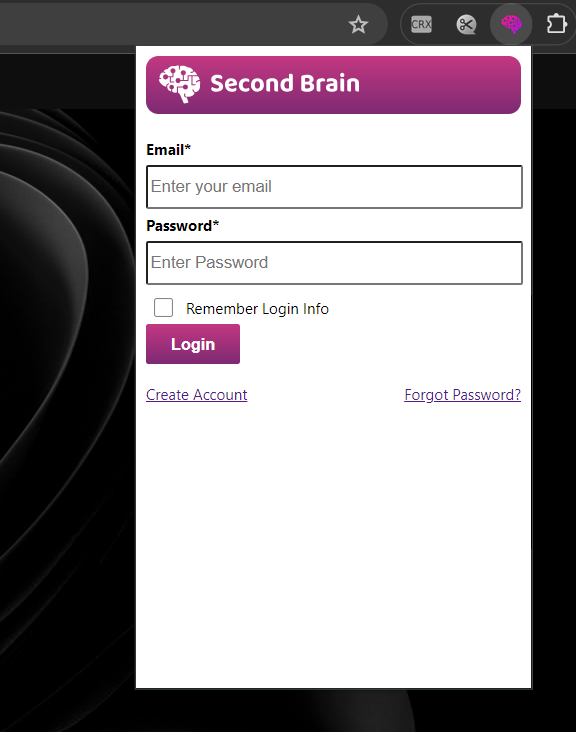 CRX
Second Brain
Email*
Enter your email
Password*
Enter Password
Remember Login Info
Login
Create Account
Forgot Password?